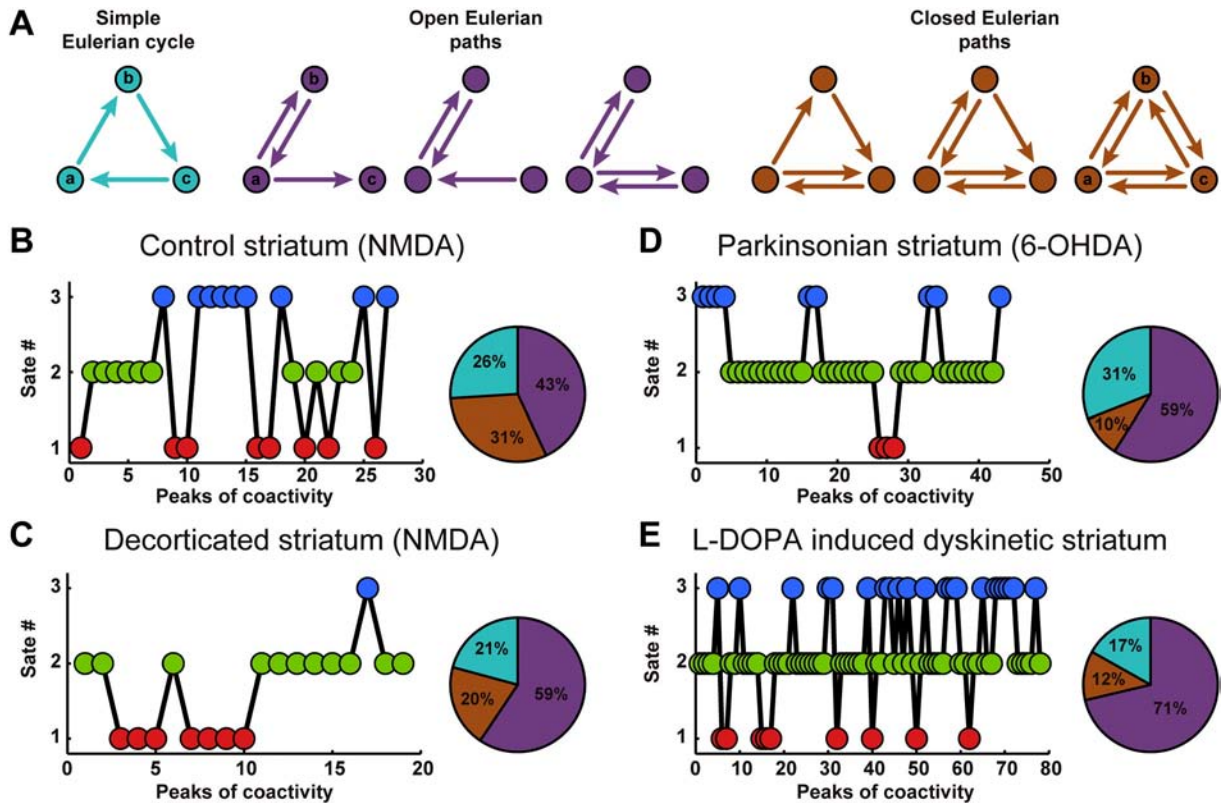 A
Simple
Eulerian cycle
Open Eulerian
paths
Closed Eulerian
paths
b
a
c
b
a
c
b
a
c
B
Control striatum (NMDA)
Sate #
3
2
1
0
5
10
15
20
25
30
Peaks of coactivity
26%
43%
31%
D
Parkinsonian striatum (6-OHDA)
Sate #
3
2
1
0
10
20
30
40
50
Peaks of coactivity
31%
10%
59%
C
Decorticated striatum (NMDA)
Sate #
3
2
1
0
5
10
15
20
Peaks of coactivity
21%
20%
59%
E
L-DOPA induced dyskinetic striatum
Sate #
3
2
1
0
10
20
30
40
50
60
70
80
Peaks of coactivity
17%
12%
71%